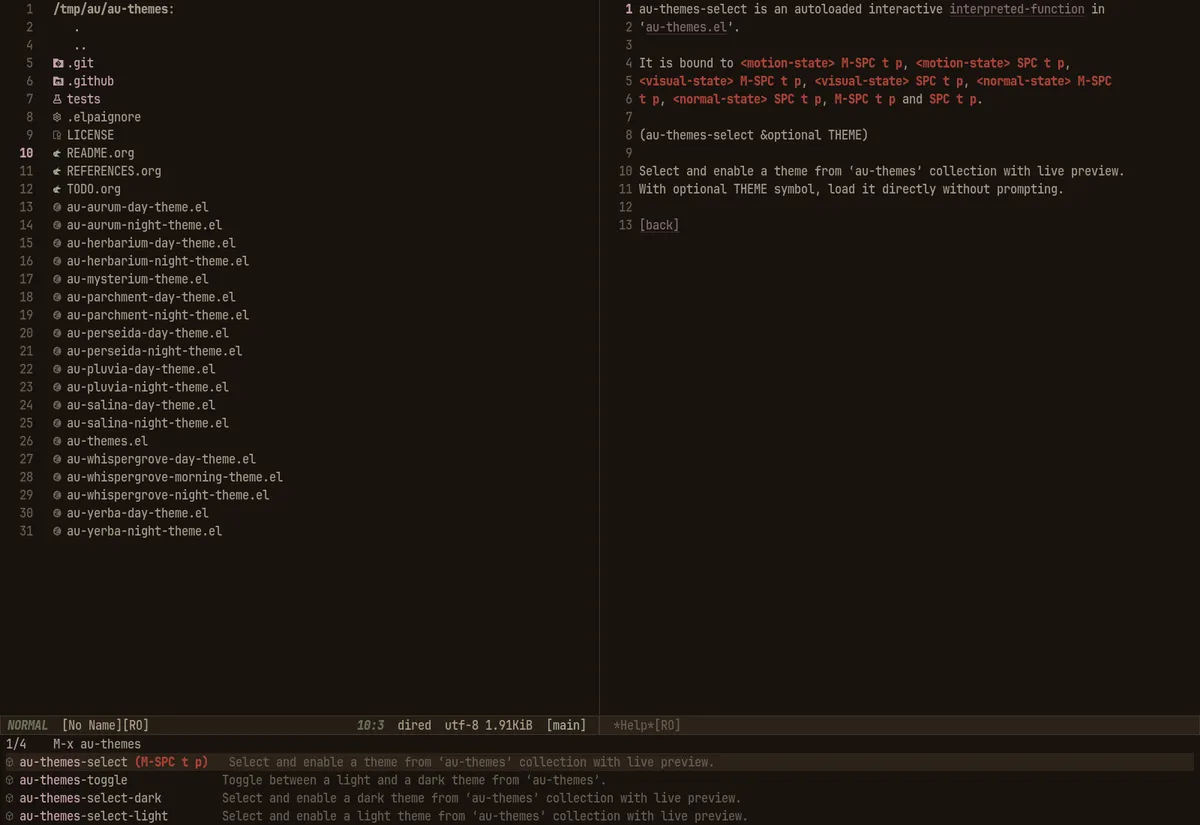 1 /tmp/au/au-themes:
2 .
4 ..
5 .git
6 .github
7 tests
8 .elpaignore
9 LICENSE
10 README.org
11 REFERENCES.org
12 TODO.org
13 au-aurum-day-theme.el
14 au-aurum-night-theme.el
15 au-herbarium-day-theme.el
16 au-herbarium-night-theme.el
17 au-mysterium-theme.el
18 au-parchment-day-theme.el
19 au-parchment-night-theme.el
20 au-perseida-day-theme.el
21 au-perseida-night-theme.el
22 au-pluvia-day-theme.el
23 au-pluvia-night-theme.el
24 au-salina-day-theme.el
25 au-salina-night-theme.el
26 au-themes.el
27 au-whispergrove-day-theme.el
28 au-whispergrove-morning-theme.el
29 au-whispergrove-night-theme.el
30 au-yerba-day-theme.el
31 au-yerba-night-theme.el
1 au-themes-select is an autoloaded interactive interpreted-function in
2 ‘au-themes.el’.
3
4 It is bound to <motion-state> M-SPC t p, <motion-state> SPC t p,
5 <visual-state> M-SPC t p, <visual-state> SPC t p, <normal-state> M-SPC
6 t p, <normal-state> SPC t p, M-SPC t p and SPC t p.
7
8 (au-themes-select &optional THEME)
9
10 Select and enable a theme from ‘au-themes’ collection with live preview.
11 With optional THEME symbol, load it directly without prompting.
12
13 [back]
NORMAL [No Name][RO] 10:3 dired utf-8 1.91KiB [main] *Help*[RO]
1/4 M-x au-themes
au-themes-select (M-SPC t p) Select and enable a theme from ‘au-themes’ collection with live preview.
au-themes-toggle Toggle between a light and a dark theme from ‘au-themes’.
au-themes-select-dark Select and enable a dark theme from ‘au-themes’ collection with live preview.
au-themes-select-light Select and enable a light theme from ‘au-themes’ collection with live preview.